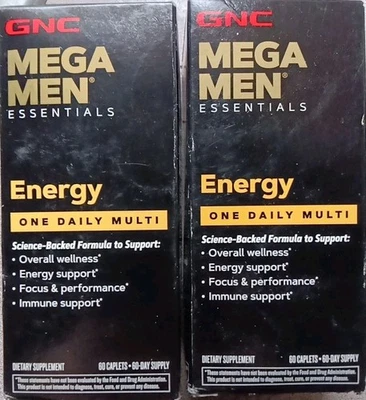 GNC
MEGA
MEN®
ESSENTIALS
Energy
ONE DAILY MULTI
Science-Backed Formula to Support:
• Overall wellness*
• Energy support*
• Focus & performance*
• Immune support*
DIETARY SUPPLEMENT 60 CAPLETS • 60-DAY SUPPLY
*These statements have not been evaluated by the Food and Drug Administration.
This product is not intended to diagnose, treat, cure, or prevent any disease.
GNC
MEGA
MEN®
ESSENTIALS
Energy
ONE DAILY MULTI
Science-Backed Formula to Support:
• Overall wellness*
• Energy support*
• Focus & performance*
• Immune support*
DIETARY SUPPLEMENT 60 CAPLETS • 60-DAY SUPPLY
*These statements have not been evaluated by the Food and Drug Administration.
This product is not intended to diagnose, treat, cure, or prevent any disease.